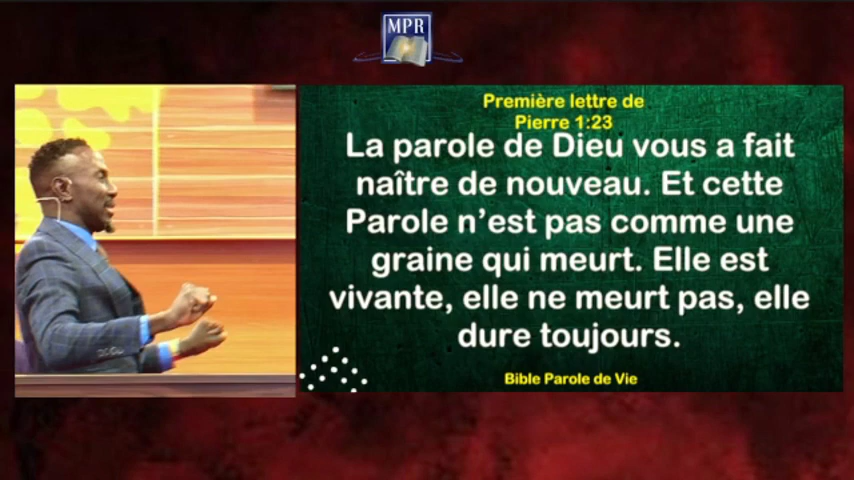 MPR
Première lettre de
Pierre 1:23
La parole de Dieu vous a fait
naître de nouveau. Et cette
Parole n’est pas comme une
graine qui meurt. Elle est
vivante, elle ne meurt pas, elle
dure toujours.
Bible Parole de Vie